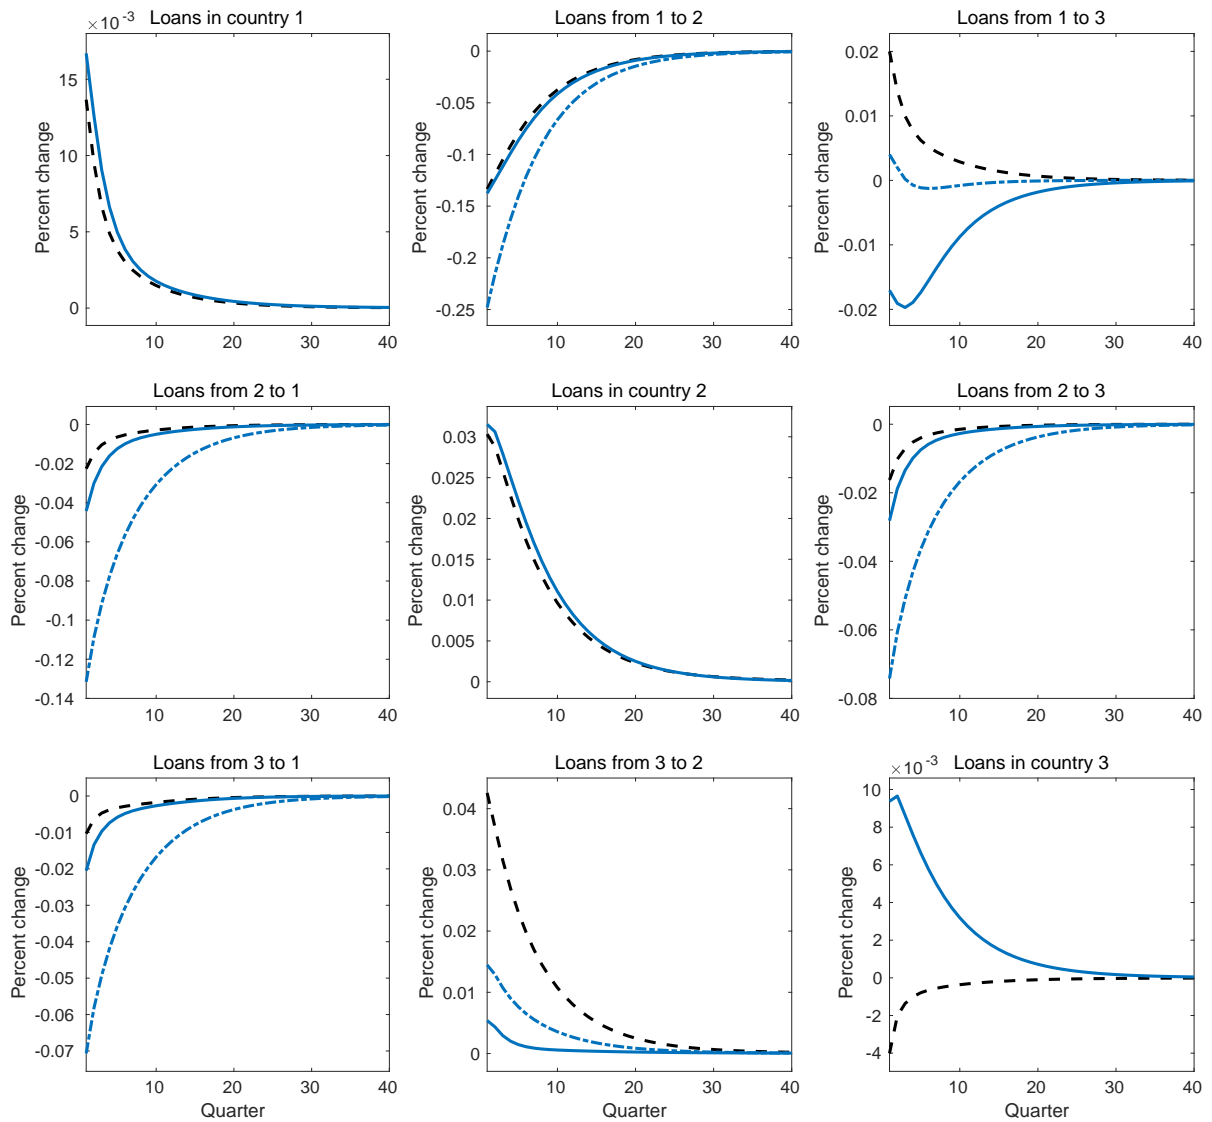 Loans in country 1
×10⁻³
Percent change
15
10
5
0
10 20 30 40
Loans from 1 to 2
Percent change
0
-0.05
-0.1
-0.15
-0.2
-0.25
10 20 30 40
Loans from 1 to 3
Percent change
0.02
0.01
0
-0.01
-0.02
10 20 30 40
Loans from 2 to 1
Percent change
0
-0.02
-0.04
-0.06
-0.08
-0.1
-0.12
-0.14
10 20 30 40
Loans in country 2
Percent change
0.03
0.025
0.02
0.015
0.01
0.005
0
10 20 30 40
Loans from 2 to 3
Percent change
0
-0.02
-0.04
-0.06
-0.08
10 20 30 40
Loans from 3 to 1
Percent change
0
-0.01
-0.02
-0.03
-0.04
-0.05
-0.06
-0.07
10 20 30 40
Quarter
Loans from 3 to 2
Percent change
0.04
0.03
0.02
0.01
0
10 20 30 40
Quarter
Loans in country 3
×10⁻³
Percent change
10
8
6
4
2
0
-2
-4
10 20 30 40
Quarter